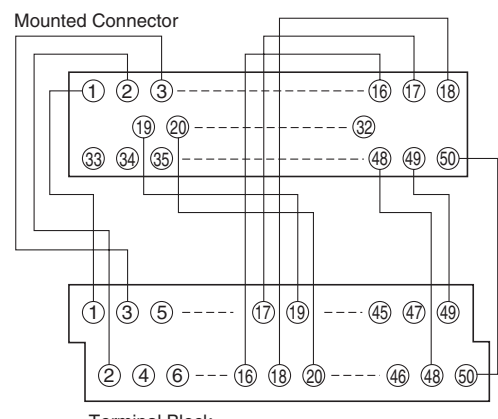 Mounted Connector
1 2 3 16 17 18
19 20 32
33 34 35 48 49 50
1 3 5 17 19 45 47 49
2 4 6 16 18 20 46 48 50
Terminal Block